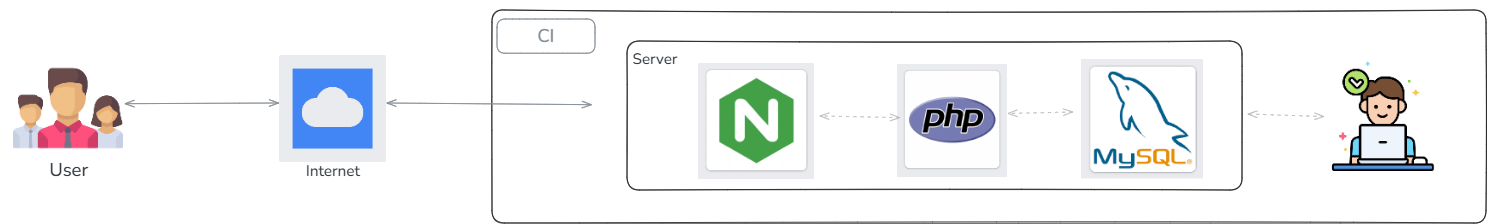 CI
Server
N
php
MySQL®
User
Internet